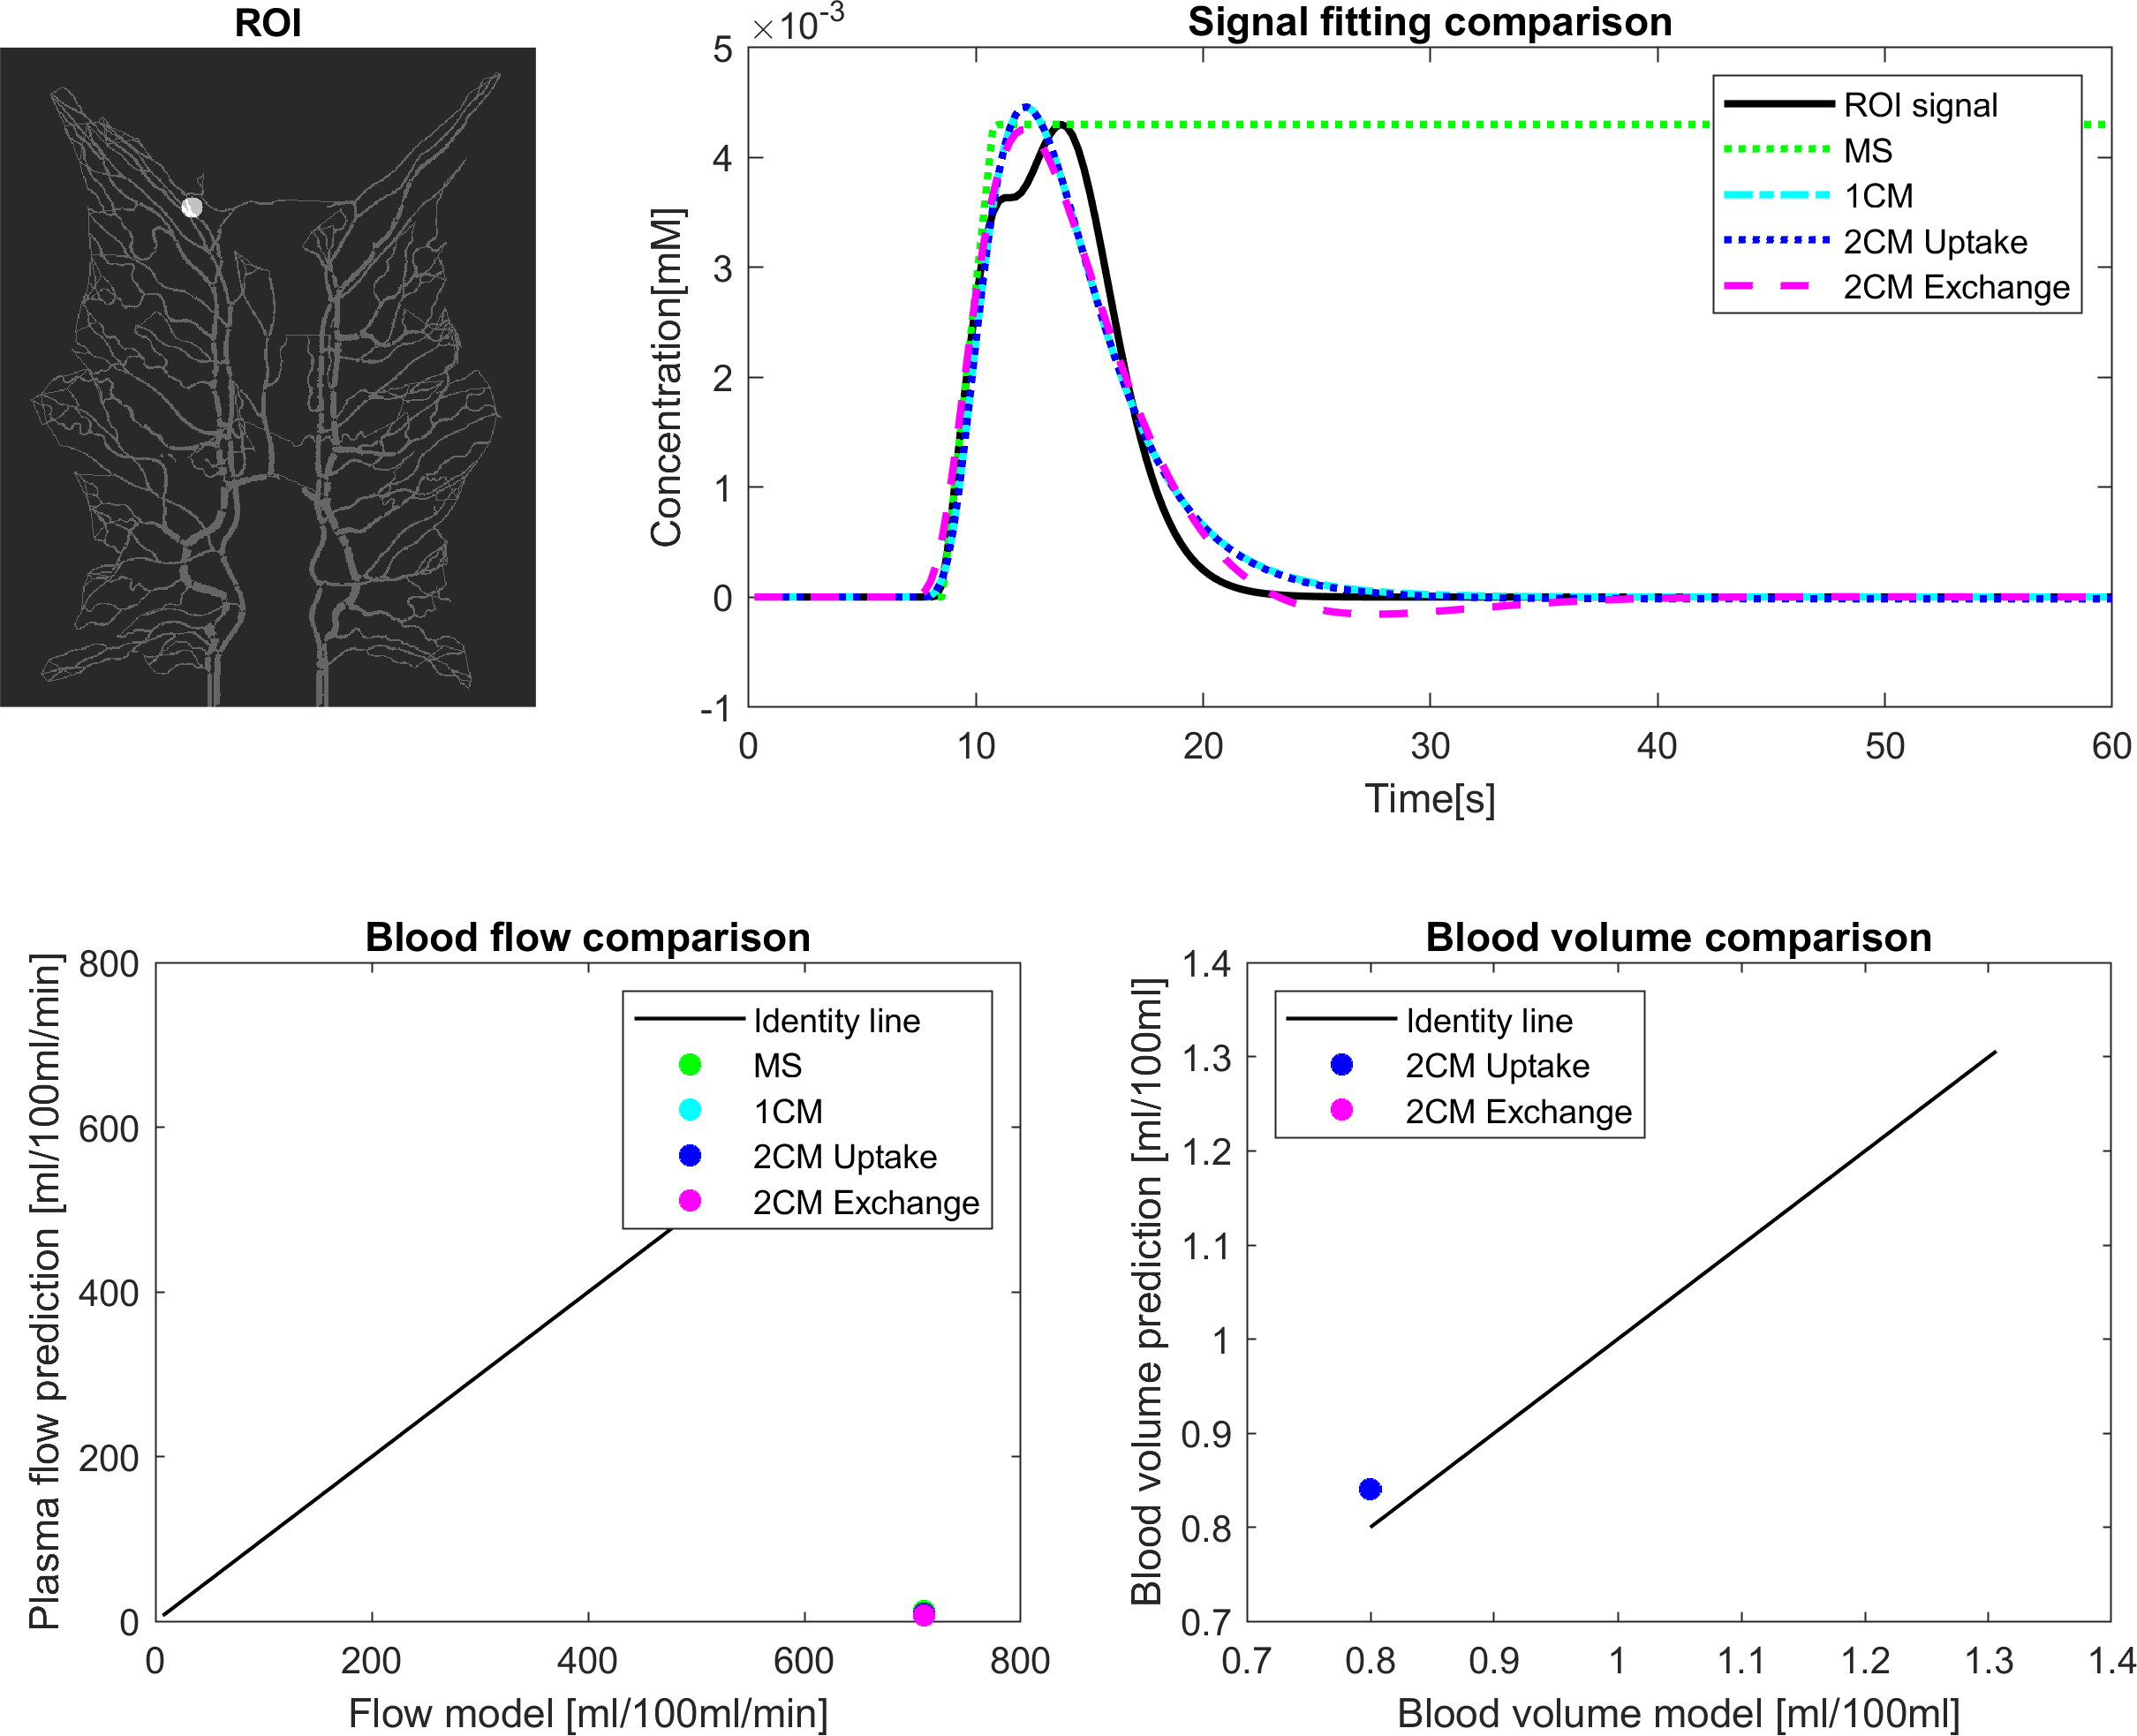 ROI
Signal fitting comparison
×10-3
5
4
3
2
1
0
-1
Concentration[mM]
0 10 20 30 40 50 60
Time[s]
ROI signal
MS
1CM
2CM Uptake
2CM Exchange
Blood flow comparison
800
600
400
200
0
Plasma flow prediction [ml/100ml/min]
0 200 400 600 800
Flow model [ml/100ml/min]
Identity line
MS
1CM
2CM Uptake
2CM Exchange
Blood volume comparison
1.4
1.3
1.2
1.1
1
0.9
0.8
0.7
Blood volume prediction [ml/100ml]
0.7 0.8 0.9 1 1.1 1.2 1.3 1.4
Blood volume model [ml/100ml]
Identity line
2CM Uptake
2CM Exchange